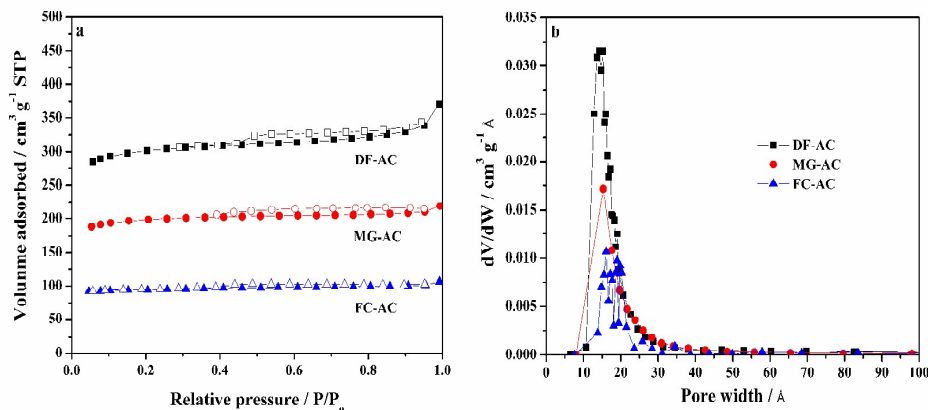 a
Volunme adsorbed / cm³ g⁻¹ STP
500
450
400
350
300
250
200
150
100
50
0
0.0 0.2 0.4 0.6 0.8 1.0
DF-AC
MG-AC
FC-AC
Relative pressure / P/P₀
b
dV/dW / cm³ g⁻¹ Å
0.035
0.030
0.025
0.020
0.015
0.010
0.005
0.000
0 10 20 30 40 50 60 70 80 90 100
DF-AC
MG-AC
FC-AC
Pore width / Å